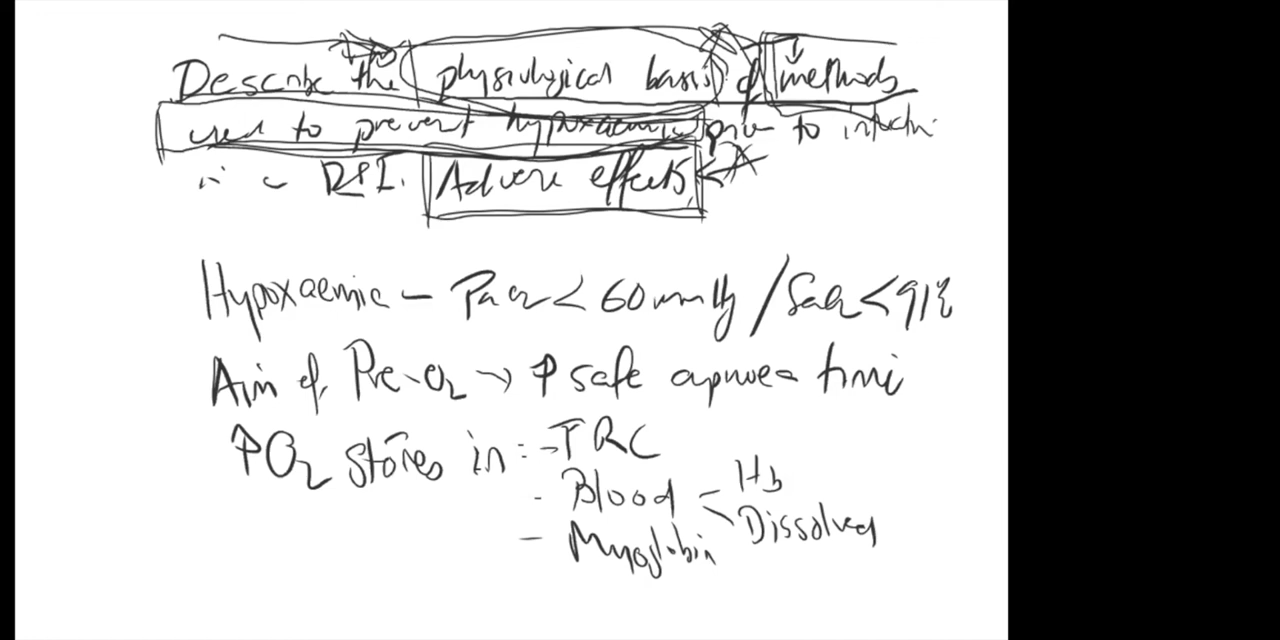 Describe the physiological basis of methods
used to prevent hypoxaemia prior to intubation
in a RSI. Adverse effects
Hypoxaemia - PaO2 < 60mmHg / SaO2 < 91%
Aim of Pre-O2 → ↑ safe apnoea time
↑O2 stores in : - FRC
- Blood < Hb
Dissolved
- Myoglobin